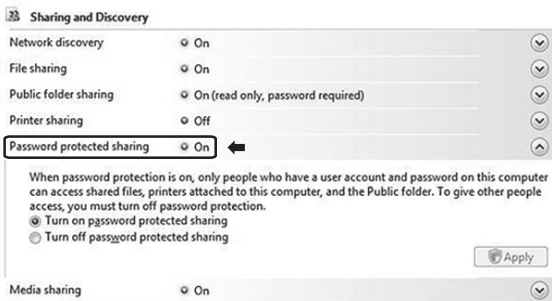 Sharing and Discovery
Network discovery On
File sharing On
Public folder sharing On (read only, password required)
Printer sharing Off
Password protected sharing On
When password protection is on, only people who have a user account and password on this computer
can access shared files, printers attached to this computer, and the Public folder. To give other people
access, you must turn off password protection.
Turn on password protected sharing
Turn off password protected sharing
Apply
Media sharing On